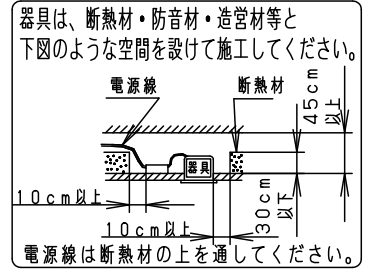 器具は、断熱材・防音材・造営材等と
下図のような空間を設けて施工してください。
電源線
断熱材
45cm
以上
器具
10cm以上
10cm以上
30cm
以下
電源線は断熱材の上を通してください。